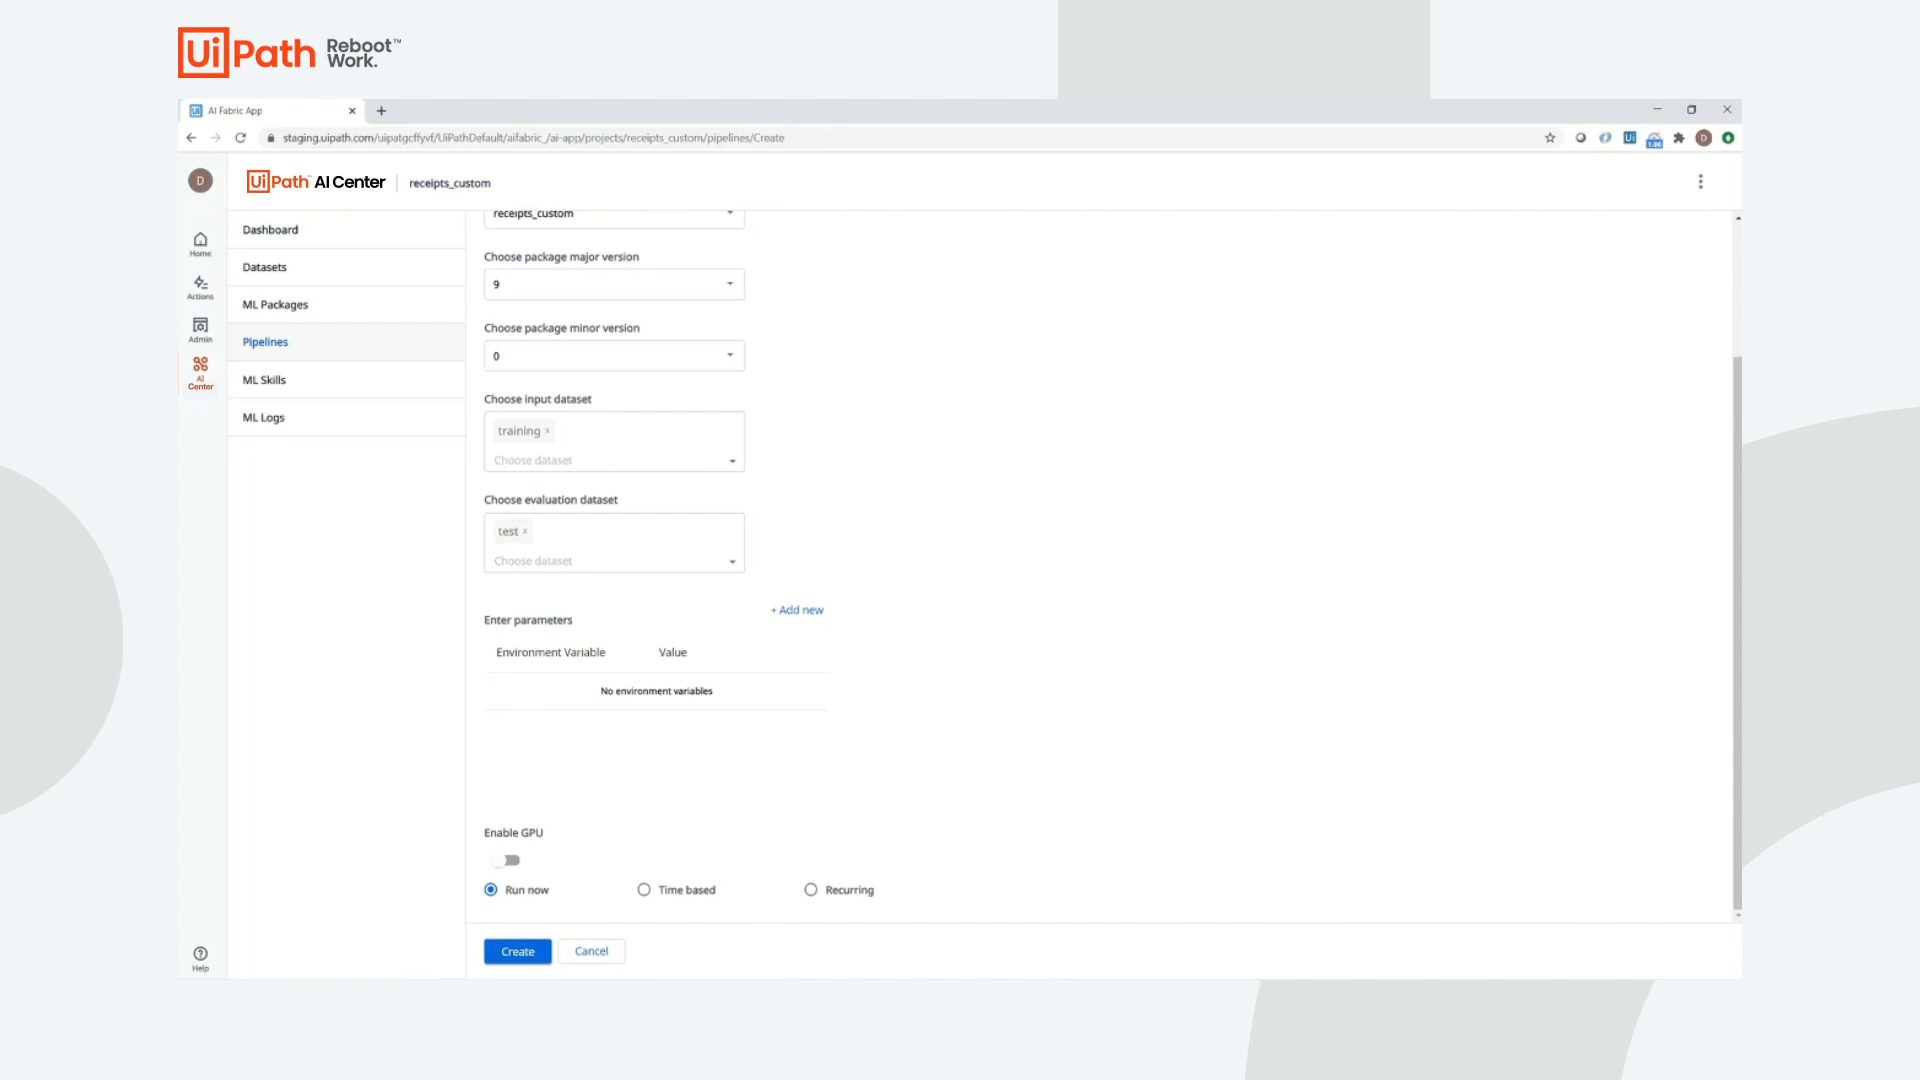 UiPath Reboot™
Work.
AI Fabric App
staging.uipath.com/uipatgcffyvf/UiPathDefault/aifabric_/ai-app/projects/receipts_custom/pipelines/Create
Ui
1.00
D
D
UiPath™ AI Center
receipts_custom
Home
Actions
Admin
AI
Center
Help
Dashboard
Datasets
ML Packages
Pipelines
ML Skills
ML Logs
receipts_custom
Choose package major version
9
Choose package minor version
0
Choose input dataset
training x
Choose dataset
Choose evaluation dataset
test x
Choose dataset
+ Add new
Enter parameters
Environment Variable Value
No environment variables
Enable GPU
Run now Time based Recurring
Create Cancel